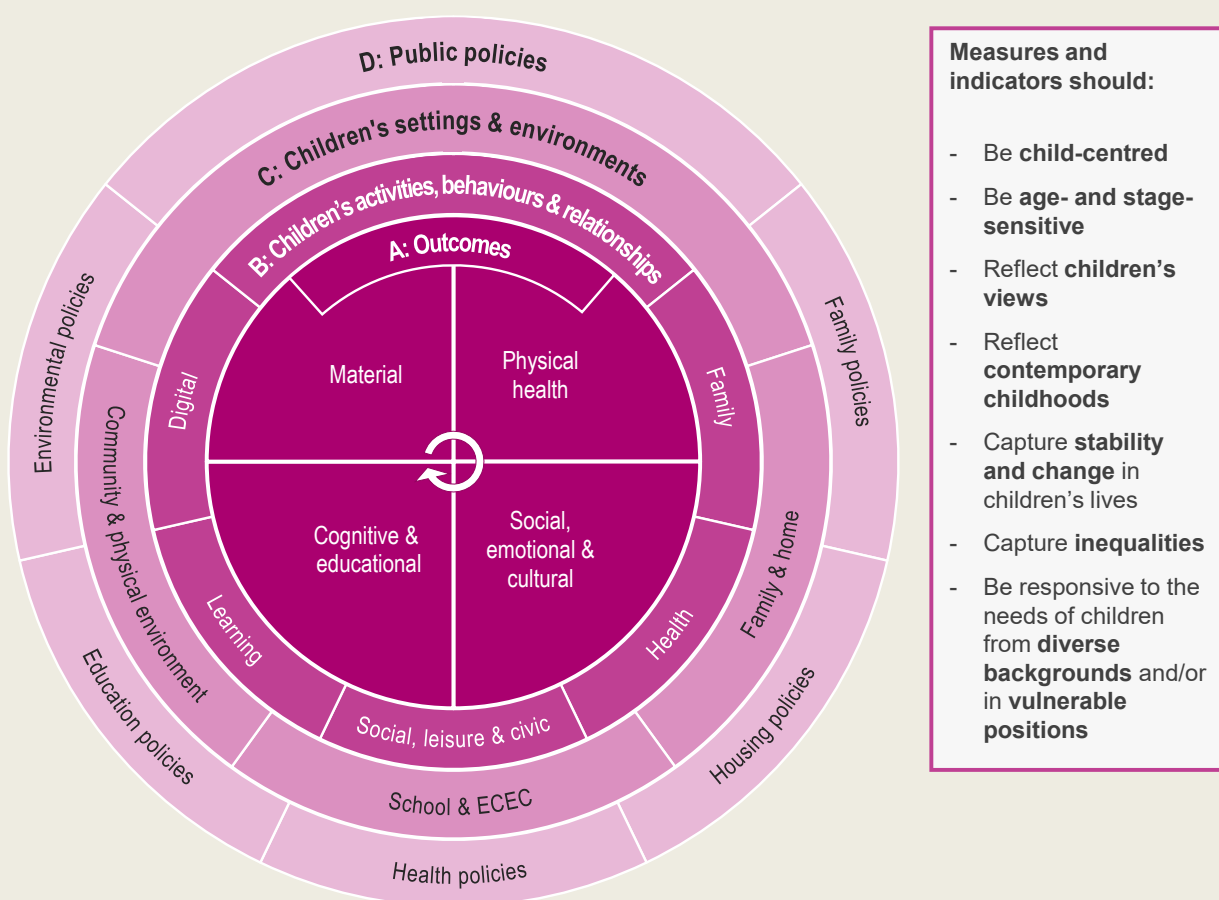 D: Public policies
C: Children's settings & environments
B: Children's activities, behaviours & relationships
A: Outcomes
Material
Physical
health
Cognitive &
educational
Social,
emotional &
cultural
Digital
Family
Learning
Health
Social, leisure & civic
Community & physical environment
Family & home
School & ECEC
Environmental policies
Family policies
Education policies
Housing policies
Health policies
Measures and
indicators should:
- Be child-centred
- Be age- and stage-
sensitive
- Reflect children’s
views
- Reflect
contemporary
childhoods
- Capture stability
and change in
children’s lives
- Capture inequalities
- Be responsive to the
needs of children
from diverse
backgrounds and/or
in vulnerable
positions